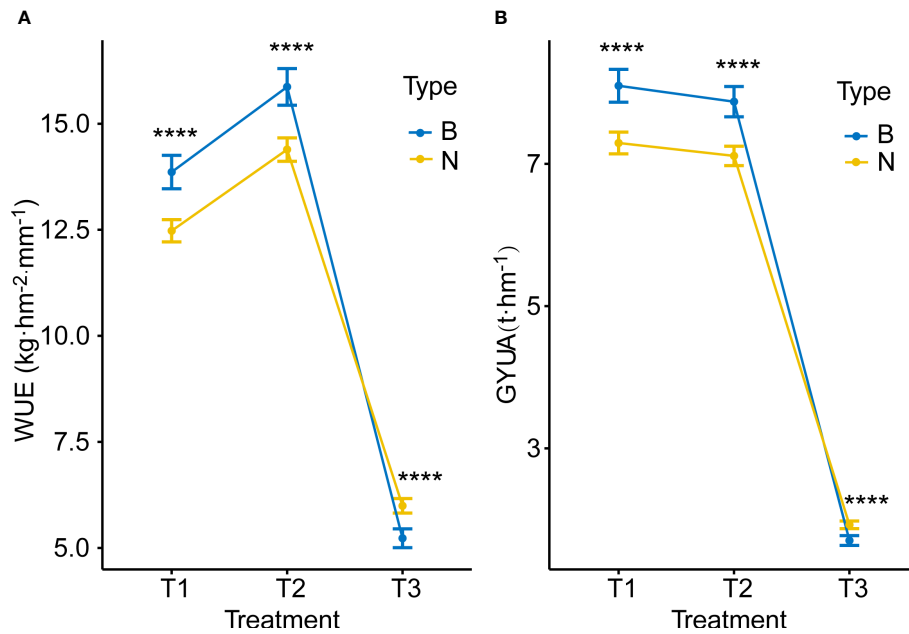 A
WUE (kg·hm⁻²·mm⁻¹)
15.0
12.5
10.0
7.5
5.0
****
****
****
Type
B
N
T1 T2 T3
Treatment
B
GYUA(t·hm⁻¹)
7
5
3
****
****
****
Type
B
N
T1 T2 T3
Treatment